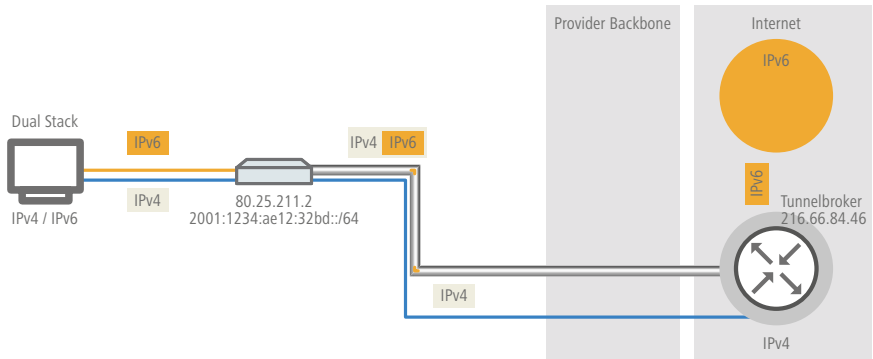 Provider Backbone
Internet
IPv6
Dual Stack
IPv6
IPv4 IPv6
IPv6
IPv4
IPv4 / IPv6
80.25.211.2
2001:1234:ae12:32bd::/64
Tunnelbroker
216.66.84.46
IPv4
IPv4